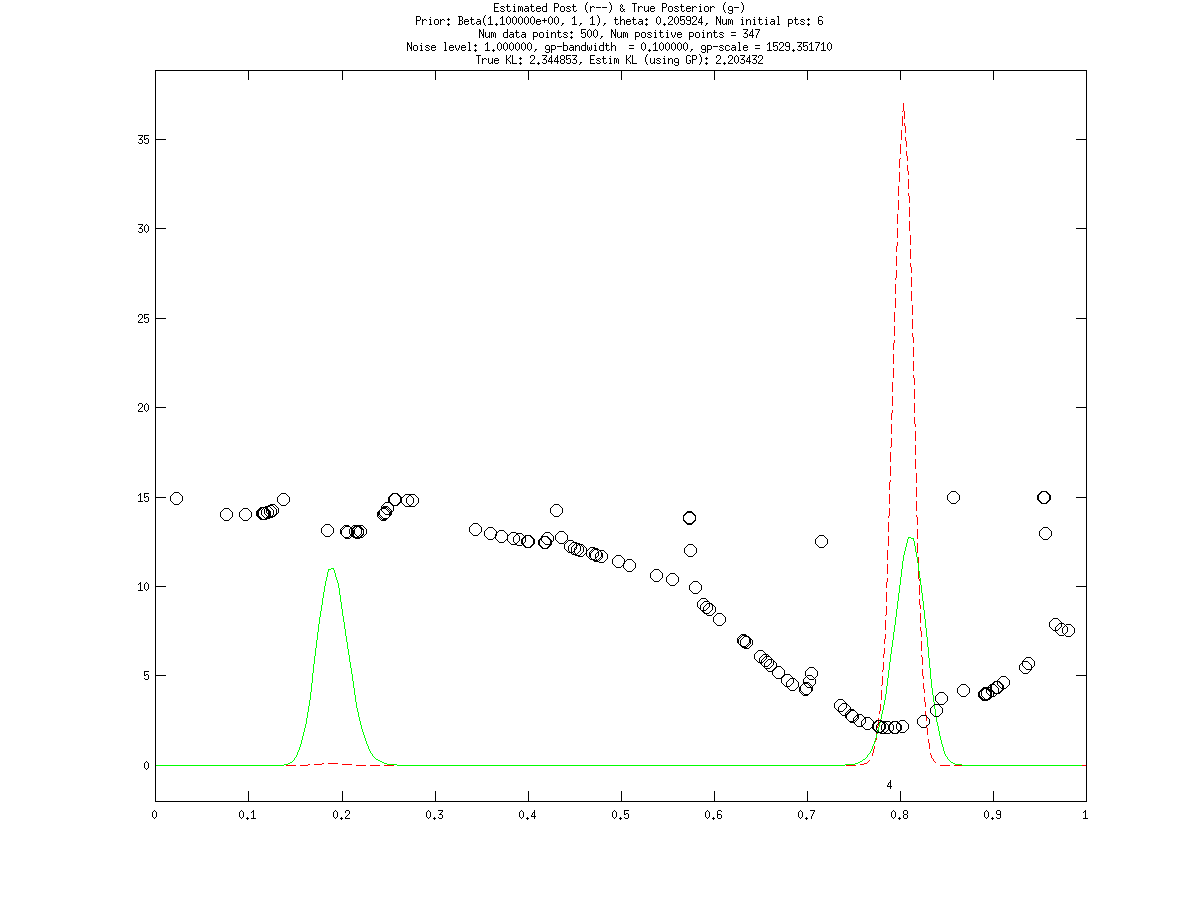 Estimated Post (r--) & True Posterior (g-)
Prior: Beta(1.100000e+00, 1, 1), theta: 0.205924, Num initial pts: 6
Num data points: 500, Num positive points = 347
Noise level: 1.000000, gp-bandwidth  = 0.100000, gp-scale = 1529.351710
True KL: 2.344853, Estim KL (using GP): 2.203432
35
30
25
20
15
10
5
0
4
0 0.1 0.2 0.3 0.4 0.5 0.6 0.7 0.8 0.9 1